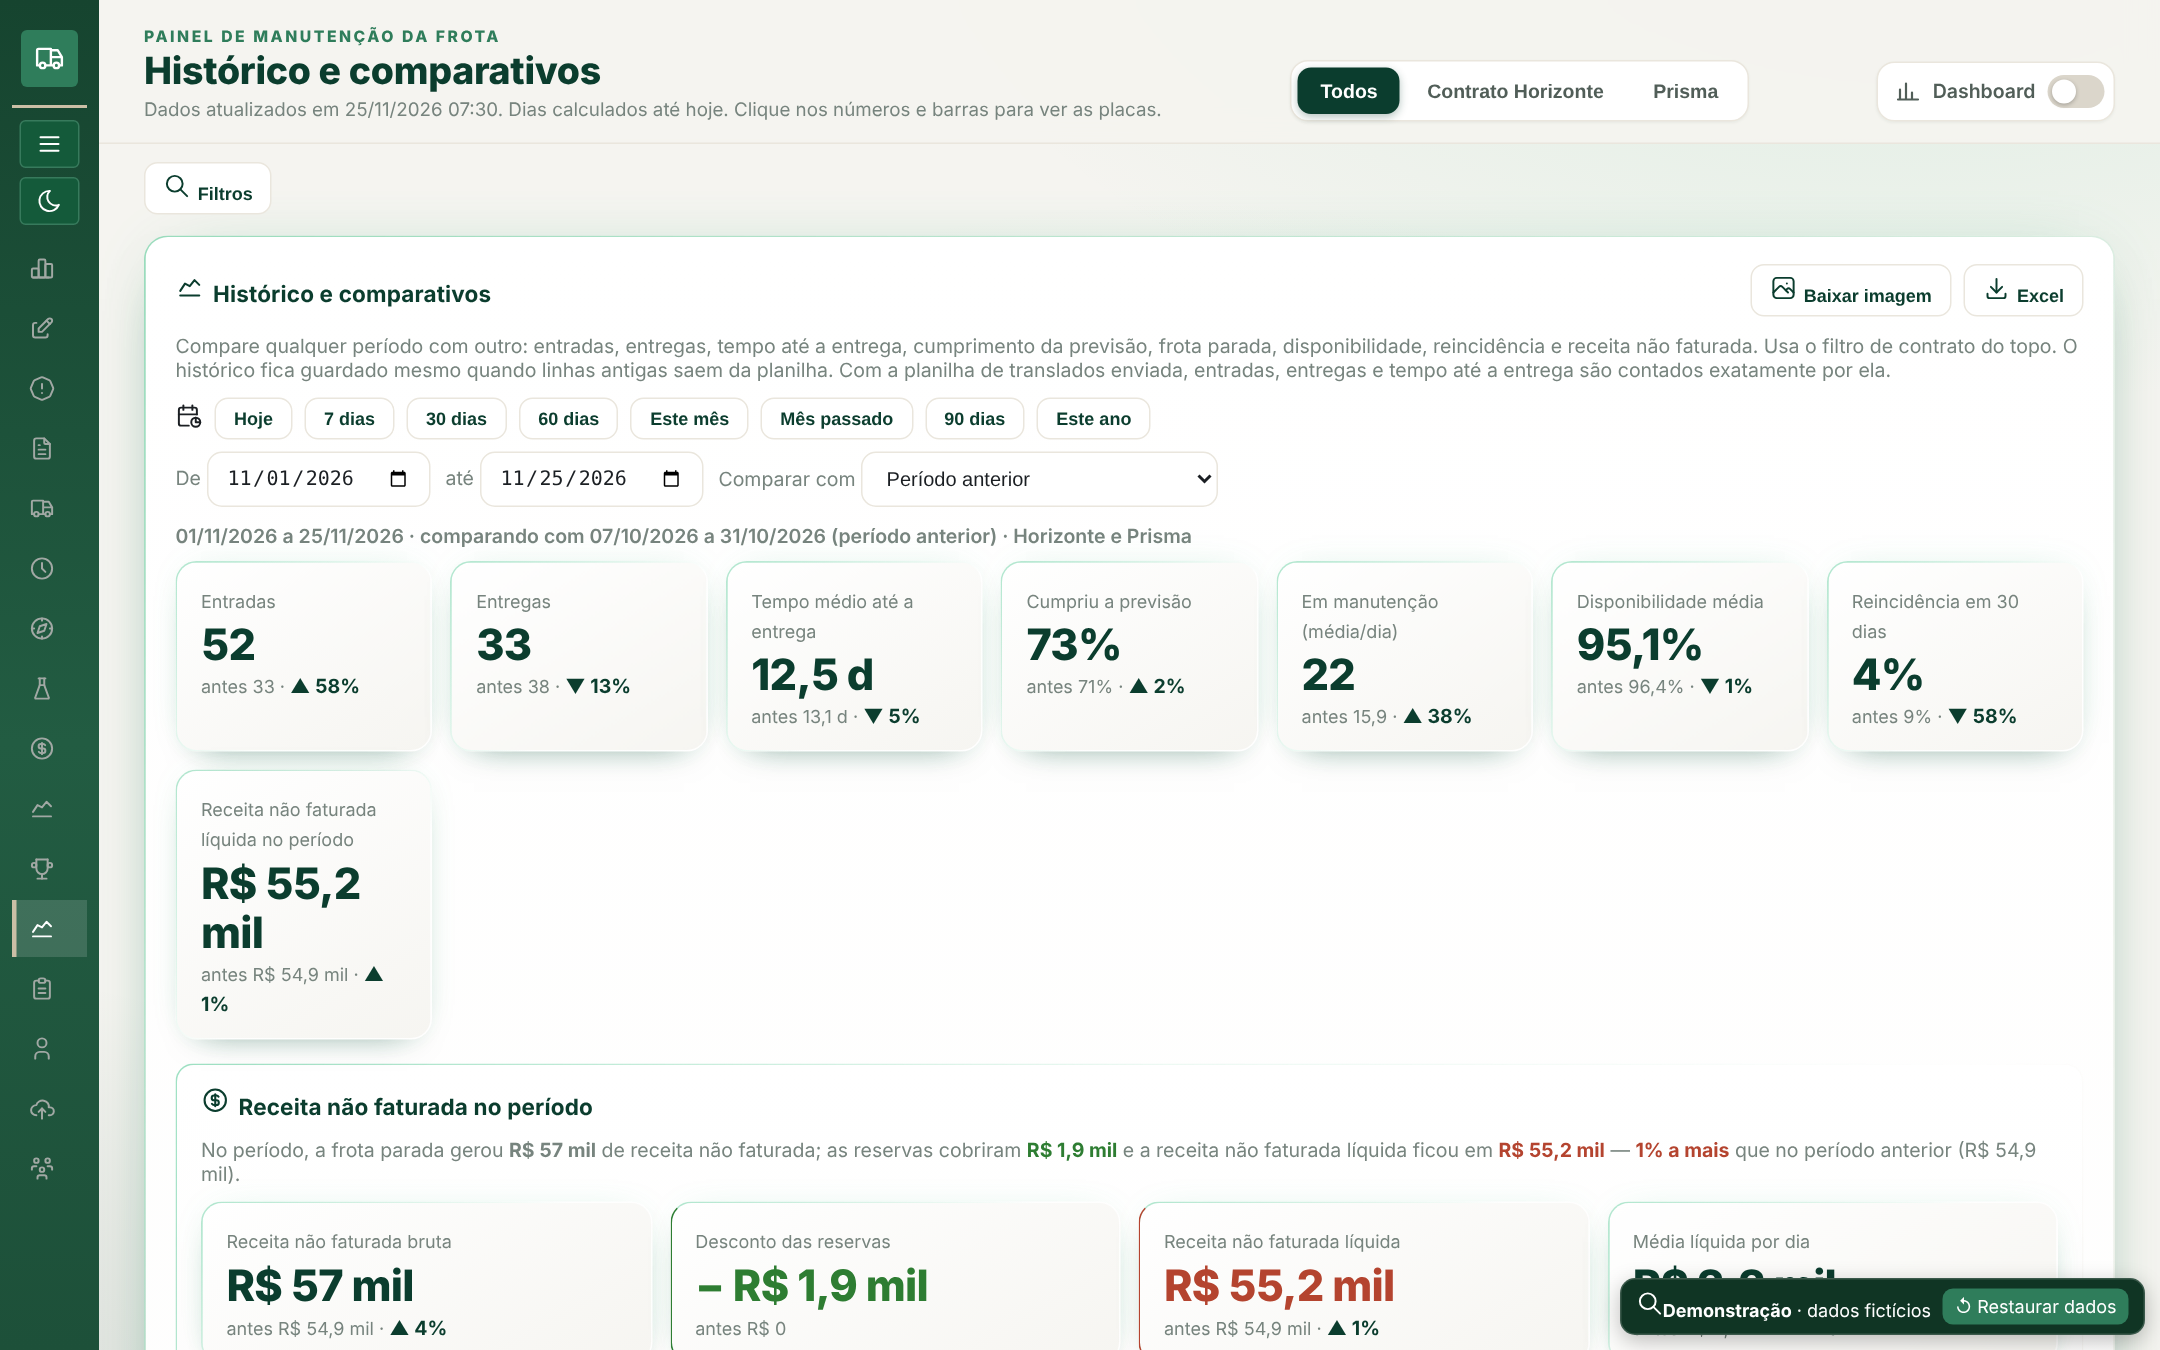 PAINEL DE MANUTENÇÃO DA FROTA
Histórico e comparativos
Dados atualizados em 25/11/2026 07:30. Dias calculados até hoje. Clique nos números e barras para ver as placas.
Todos
Contrato Horizonte
Prisma
Dashboard
Filtros
Histórico e comparativos
Baixar imagem
Excel
Compare qualquer período com outro: entradas, entregas, tempo até a entrega, cumprimento da previsão, frota parada, disponibilidade, reincidência e receita não faturada. Usa o filtro de contrato do topo. O
histórico fica guardado mesmo quando linhas antigas saem da planilha. Com a planilha de translados enviada, entradas, entregas e tempo até a entrega são contados exatamente por ela.
Hoje
7 dias
30 dias
60 dias
Este mês
Mês passado
90 dias
Este ano
De 11/01/2026 até 11/25/2026 Comparar com Período anterior
01/11/2026 a 25/11/2026 · comparando com 07/10/2026 a 31/10/2026 (período anterior) · Horizonte e Prisma
Entradas
52
antes 33 · ▲ 58%
Entregas
33
antes 38 · ▼ 13%
Tempo médio até a
entrega
12,5 d
antes 13,1 d · ▼ 5%
Cumpriu a previsão
73%
antes 71% · ▲ 2%
Em manutenção
(média/dia)
22
antes 15,9 · ▲ 38%
Disponibilidade média
95,1%
antes 96,4% · ▼ 1%
Reincidência em 30
dias
4%
antes 9% · ▼ 58%
Receita não faturada
líquida no período
R$ 55,2
mil
antes R$ 54,9 mil · ▲
1%
Receita não faturada no período
No período, a frota parada gerou R$ 57 mil de receita não faturada; as reservas cobriram R$ 1,9 mil e a receita não faturada líquida ficou em R$ 55,2 mil — 1% a mais que no período anterior (R$ 54,9
mil).
Receita não faturada bruta
R$ 57 mil
antes R$ 54,9 mil · ▲ 4%
Desconto das reservas
– R$ 1,9 mil
antes R$ 0
Receita não faturada líquida
R$ 55,2 mil
antes R$ 54,9 mil · ▲ 1%
Média líquida por dia
Demonstração · dados fictícios
Restaurar dados